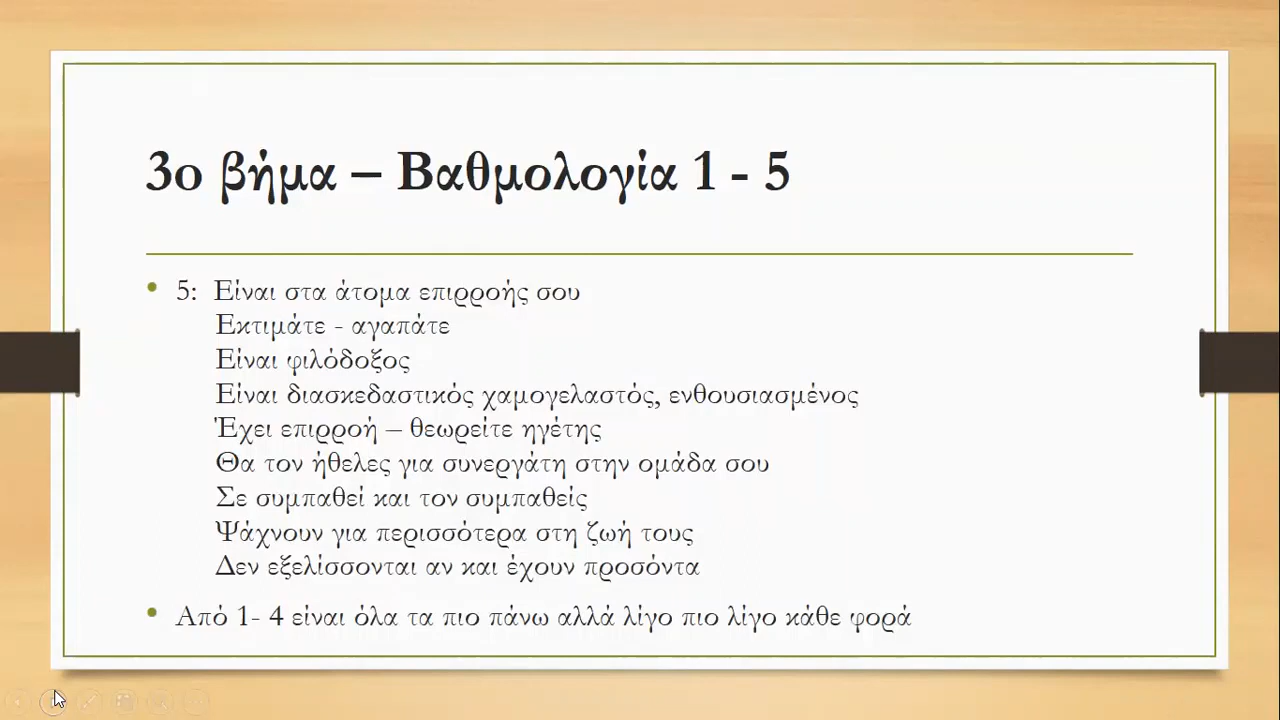 3ο βήμα – Βαθμολογία 1 - 5
• 5: Είναι στα άτομα επιρροής σου
Εκτιμάτε - αγαπάτε
Είναι φιλόδοξος
Είναι διασκεδαστικός χαμογελαστός, ενθουσιασμένος
Έχει επιρροή – θεωρείτε ηγέτης
Θα τον ήθελες για συνεργάτη στην ομάδα σου
Σε συμπαθεί και τον συμπαθείς
Ψάχνουν για περισσότερα στη ζωή τους
Δεν εξελίσσονται αν και έχουν προσόντα
• Από 1- 4 είναι όλα τα πιο πάνω αλλά λίγο πιο λίγο κάθε φορά